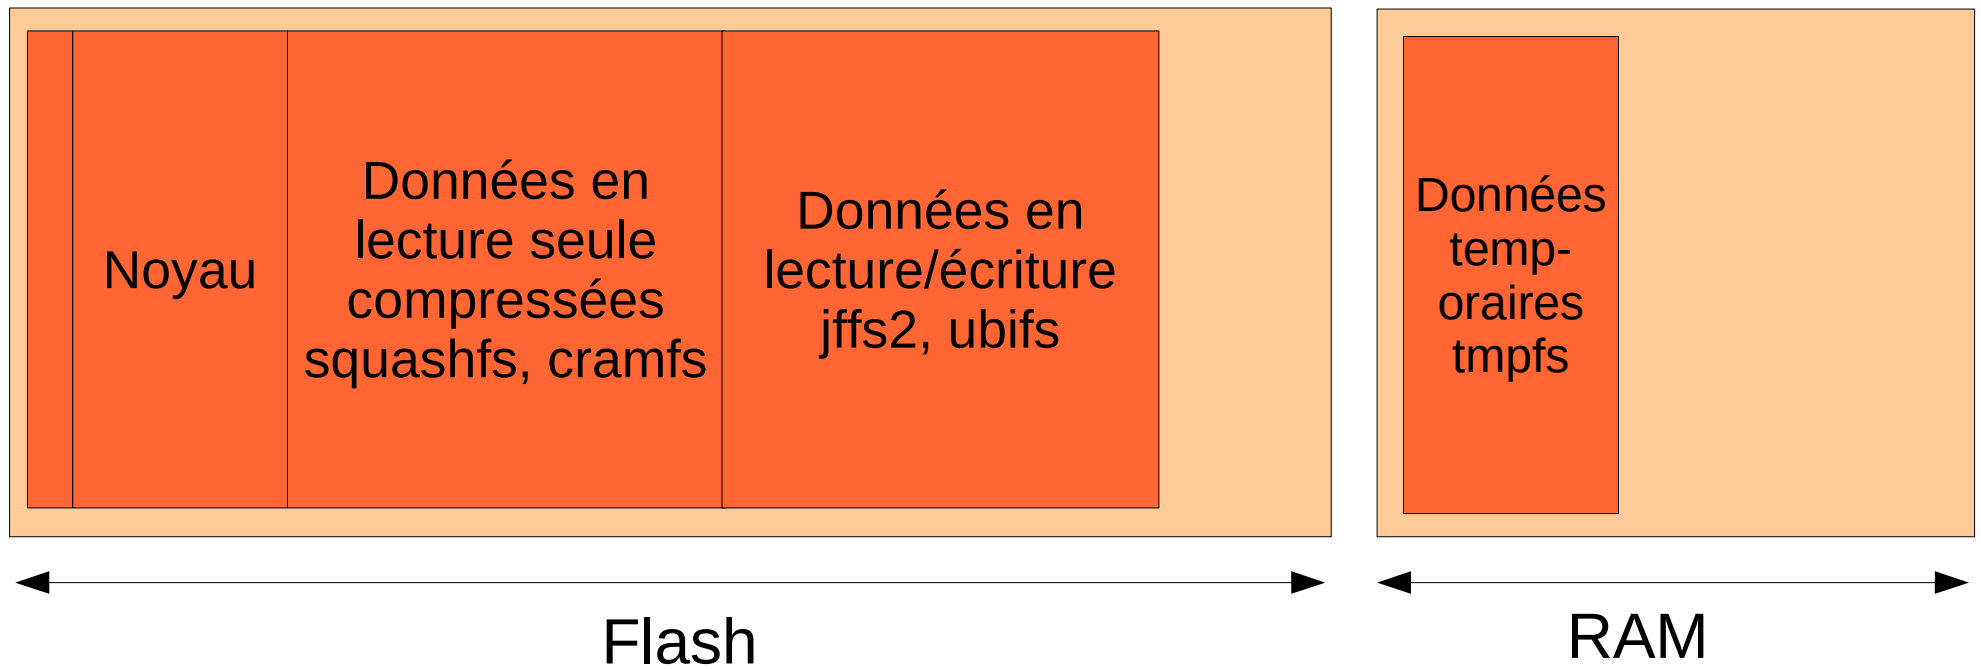 Noyau
Données en
lecture seule
compressées
squashfs, cramfs
Données en
lecture/écriture
jffs2, ubifs
Données
temp-
oraires
tmpfs
Flash
RAM